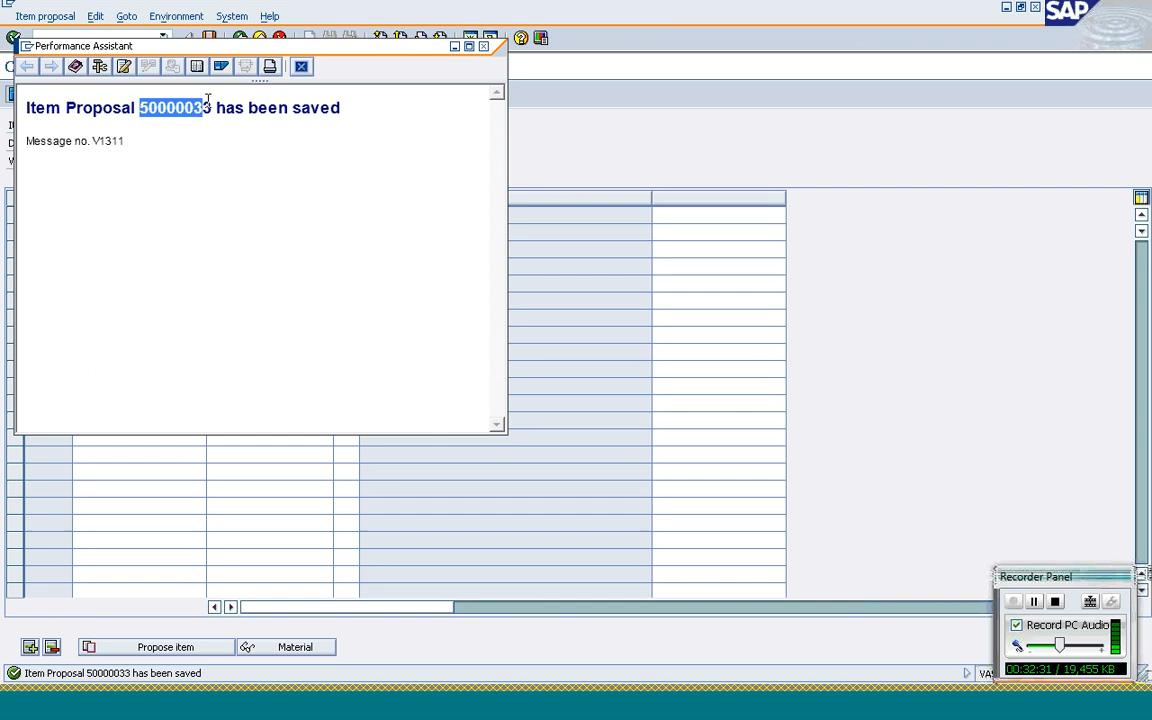 Item proposal Edit Goto Environment System Help
SAP
Performance Assistant
Item Proposal 50000033 has been saved
Message no. V1311
Recorder Panel
Record PC Audio
00:32:31 / 19,455 KB
Propose item
Material
Item Proposal 50000033 has been saved